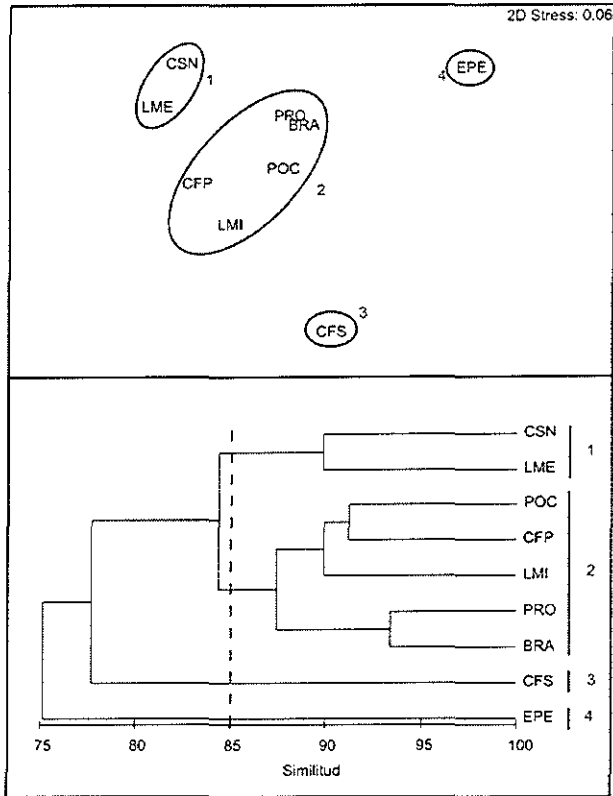 2D Stress: 0.06
CSN
1
LME
4 EPE
PRO
BRA
POC
CFP
2
LMI
3
CFS
CSN
1
LME
POC
CFP
LMI
2
PRO
BRA
CFS 3
EPE 4
75 80 85 90 95 100
Similitud